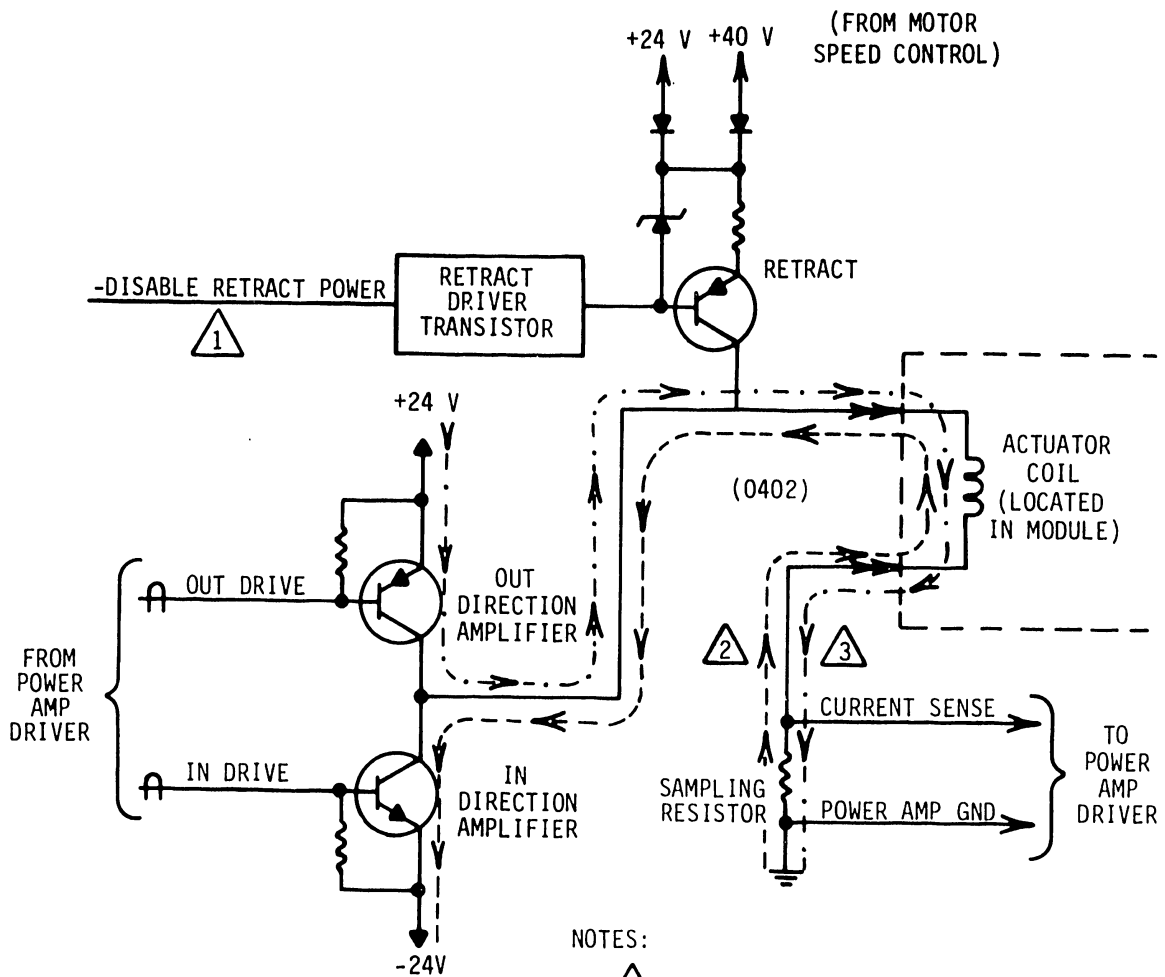 (FROM MOTOR
SPEED CONTROL)
+24 V
+40 V
RETRACT
-DISABLE RETRACT POWER
1
RETRACT
DRIVER
TRANSISTOR
+24 V
ACTUATOR
COIL
(LOCATED
IN MODULE)
(0402)
OUT DRIVE
OUT
DIRECTION
AMPLIFIER
FROM
POWER
AMP
DRIVER
2
3
CURRENT SENSE
IN DRIVE
IN
DIRECTION
AMPLIFIER
SAMPLING
RESISTOR
POWER AMP GND
TO
POWER
AMP
DRIVER
-24V
NOTES: